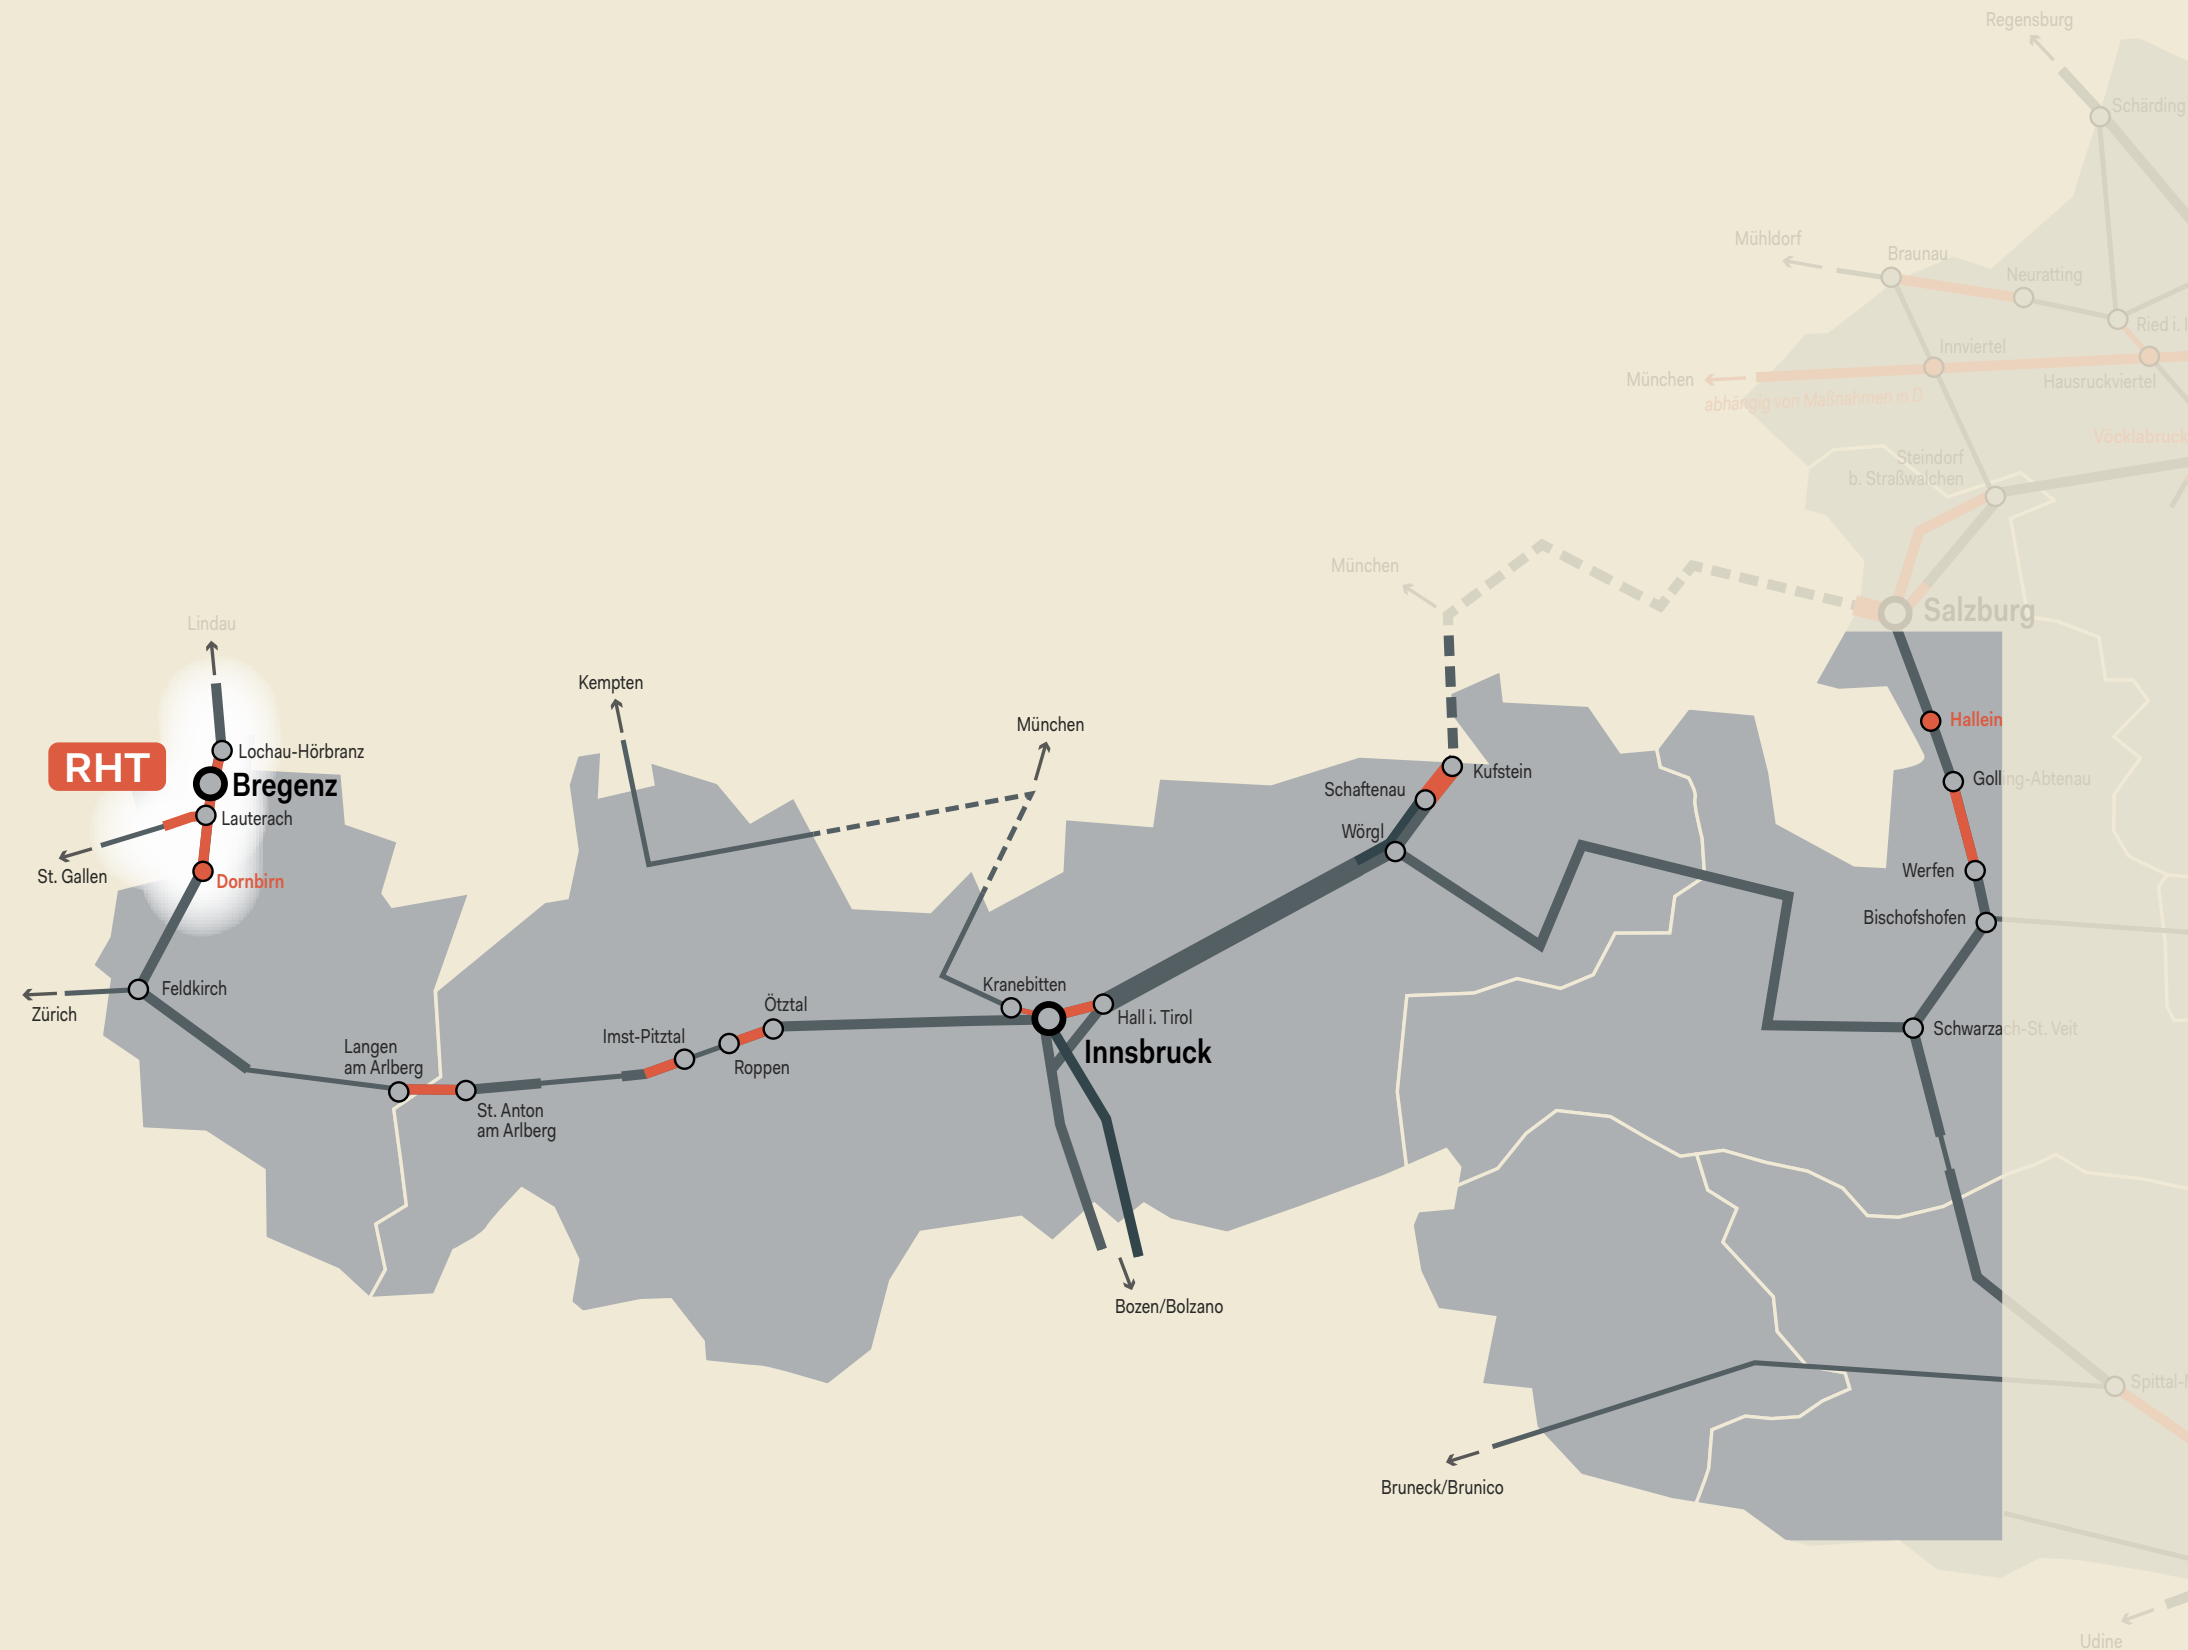 Regensburg
Schärding
Mühldorf
Braunau
Neuratting
Ried i. I
Innviertel
München
Hausruckviertel
abhängig von Maßnahmen in D
Vöcklabruck
Steindorf
b. Straßwalchen
München
Salzburg
Lindau
Kempten
München
Hallein
Lochau-Hörbranz
RHT
Bregenz
Kufstein
Golling-Abtenau
Schaftenau
Lauterach
Wörgl
St. Gallen
Dornbirn
Werfen
Bischofshofen
Feldkirch
Kranebitten
Zürich
Ötztal
Hall i. Tirol
Imst-Pitztal
Schwarzach-St. Veit
Langen
am Arlberg
Innsbruck
Roppen
St. Anton
am Arlberg
Bozen/Bolzano
Spittal-
Bruneck/Brunico
Udine